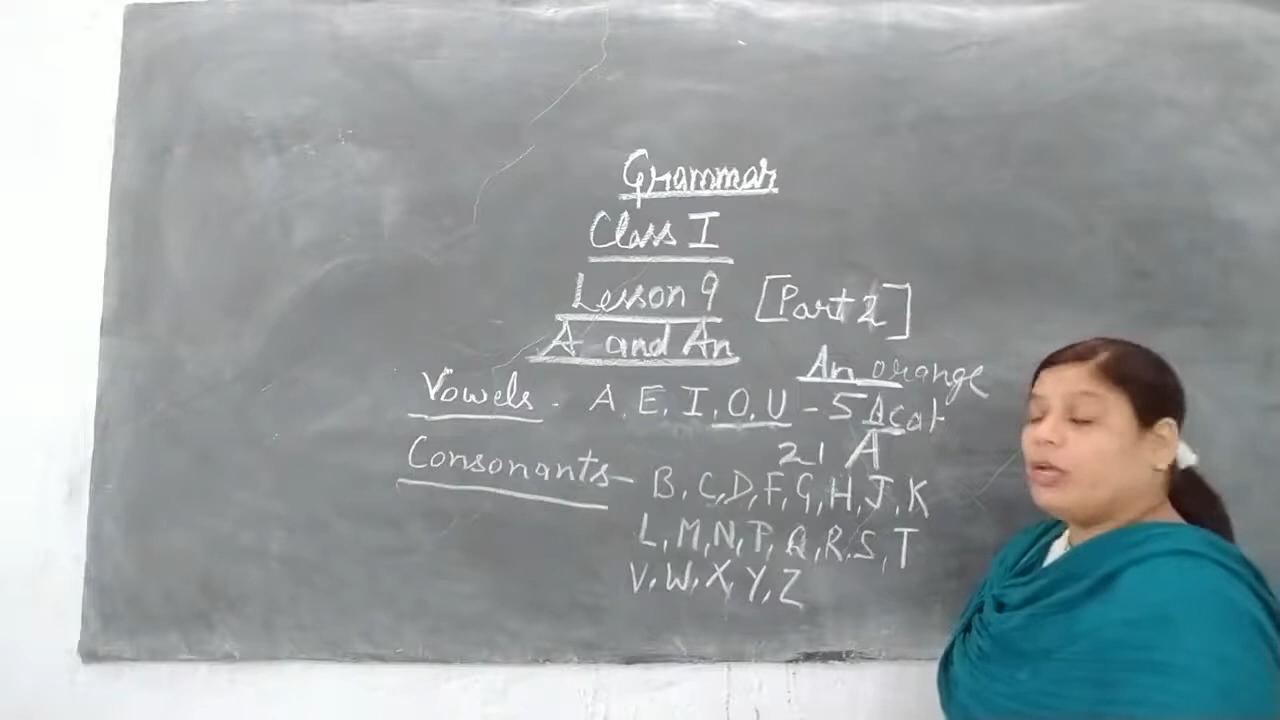 Grammar
Class I
Lesson 9 [Part 2]
A and An
An orange
Vowels - A, E, I, O, U - 5 A cat
21 A
Consonants - B, C, D, F, G, H, J, K
L, M, N, P, Q, R, S, T
V, W, X, Y, Z